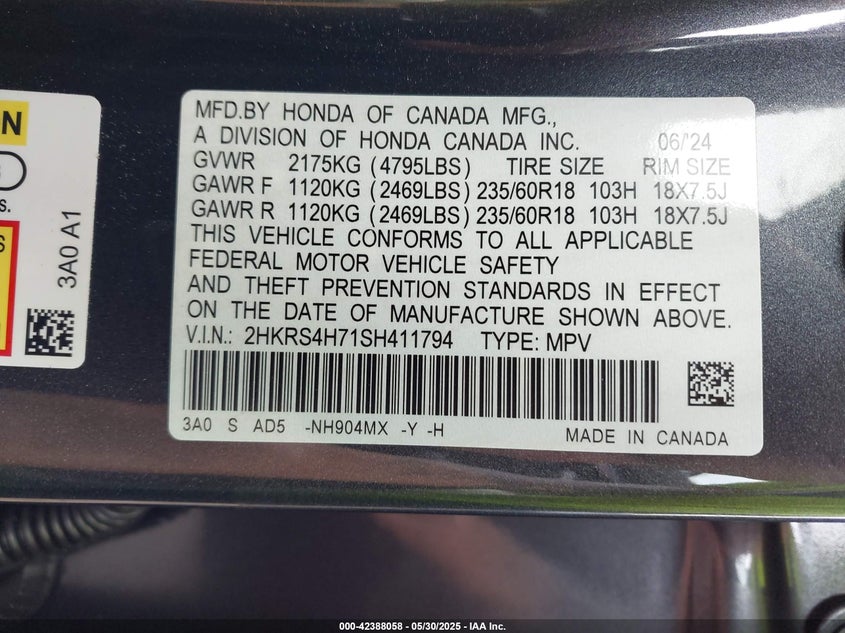 N
s.
S
3A0 A1
MFD.BY HONDA OF CANADA MFG.,
A DIVISION OF HONDA CANADA INC. 06/'24
GVWR 2175KG (4795LBS) TIRE SIZE RIM SIZE
GAWR F 1120KG (2469LBS) 235/60R18 103H 18X7.5J
GAWR R 1120KG (2469LBS) 235/60R18 103H 18X7.5J
THIS VEHICLE CONFORMS TO ALL APPLICABLE
FEDERAL MOTOR VEHICLE SAFETY
AND THEFT PREVENTION STANDARDS IN EFFECT
ON THE DATE OF MANUFACTURE SHOWN ABOVE.
V.I.N.: 2HKRS4H71SH411794 TYPE: MPV
3A0 S AD5 -NH904MX -Y -H
MADE IN CANADA
000-42388058 - 05/30/2025 - IAA Inc.